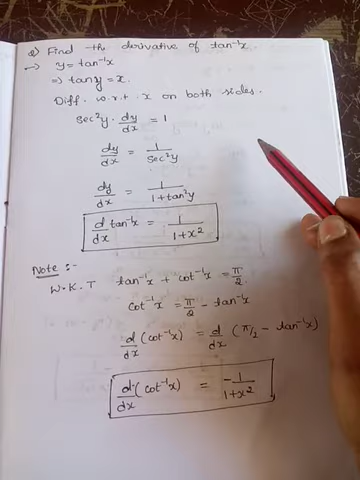 Q) Find the derivative of tan⁻¹x.
→ y = tan⁻¹x
⇒ tany = x.
Diff. w.r.t. x on both sides.
sec²y · dy/dx = 1
dy/dx = 1/sec²y
dy/dx = 1/1+tan²y
d/dx tan⁻¹x = 1/1+x²
Note :-
W.K.T tan⁻¹x + cot⁻¹x = π/2
cot⁻¹x = π/2 - tan⁻¹x
d/dx (cot⁻¹x) = d/dx (π/2 - tan⁻¹x)
d/dx (cot⁻¹x) = -1/1+x²